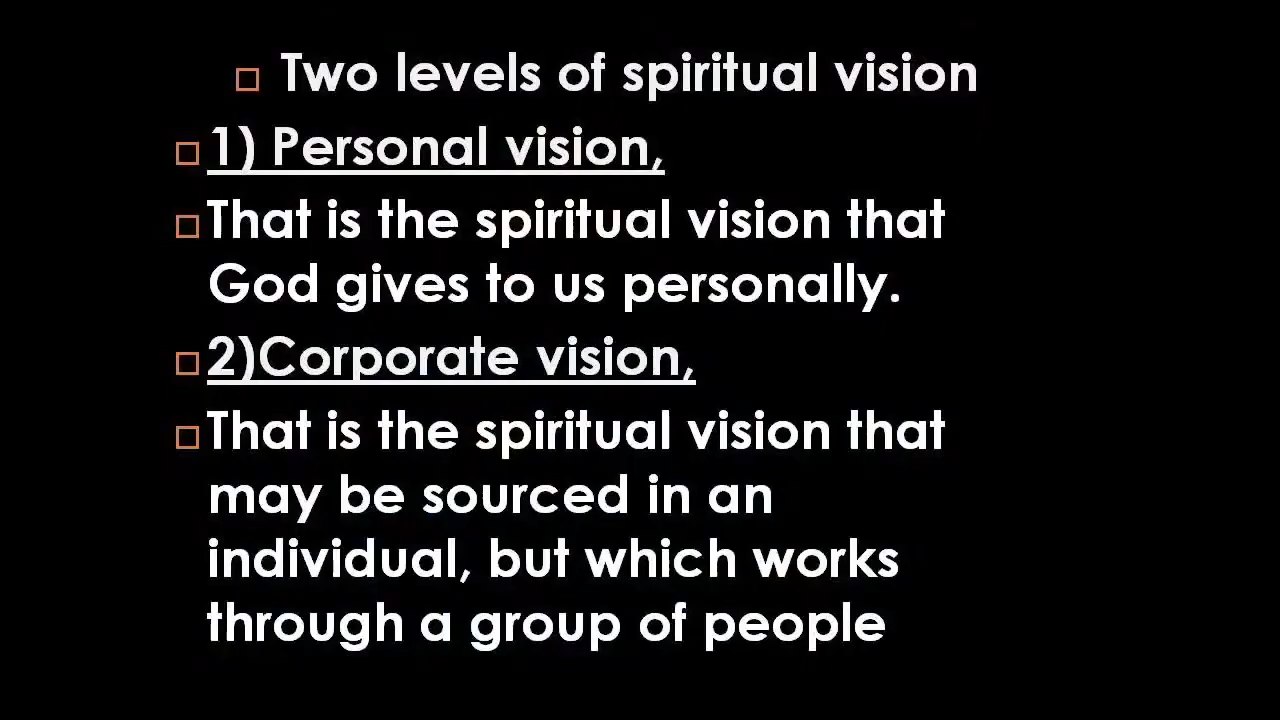 Two levels of spiritual vision
1) Personal vision,
That is the spiritual vision that
God gives to us personally.
2)Corporate vision,
That is the spiritual vision that
may be sourced in an
individual, but which works
through a group of people